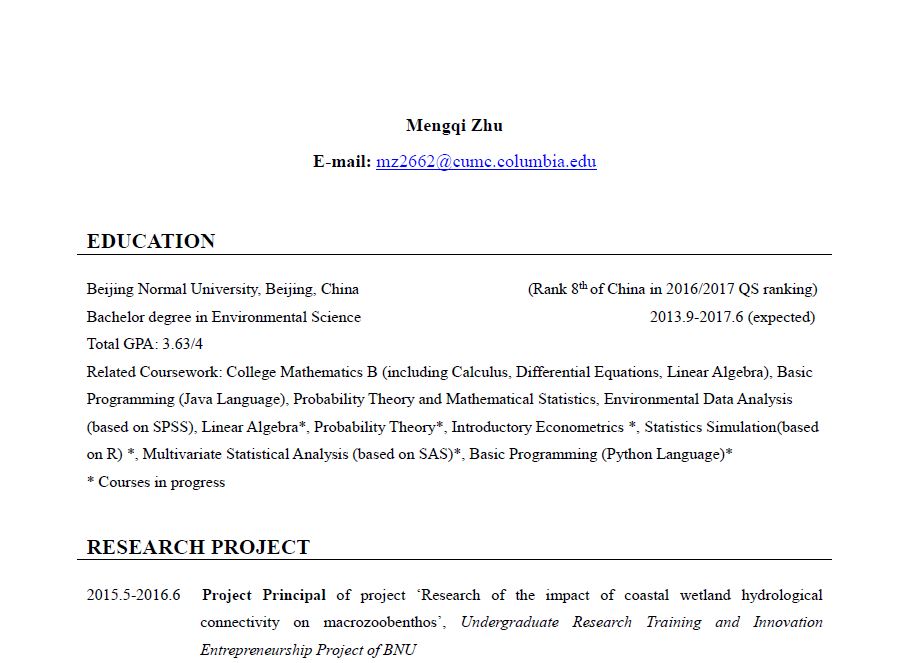 Mengqi Zhu
E-mail: mz2662@cumc.columbia.edu
EDUCATION
Beijing Normal University, Beijing, China (Rank 8th of China in 2016/2017 QS ranking)
Bachelor degree in Environmental Science 2013.9-2017.6 (expected)
Total GPA: 3.63/4
Related Coursework: College Mathematics B (including Calculus, Differential Equations, Linear Algebra), Basic
Programming (Java Language), Probability Theory and Mathematical Statistics, Environmental Data Analysis
(based on SPSS), Linear Algebra*, Probability Theory*, Introductory Econometrics *, Statistics Simulation(based
on R) *, Multivariate Statistical Analysis (based on SAS)*, Basic Programming (Python Language)*
* Courses in progress
RESEARCH PROJECT
2015.5-2016.6 Project Principal of project ‘Research of the impact of coastal wetland hydrological
connectivity on macrozoobenthos’, Undergraduate Research Training and Innovation
Entrepreneurship Project of BNU